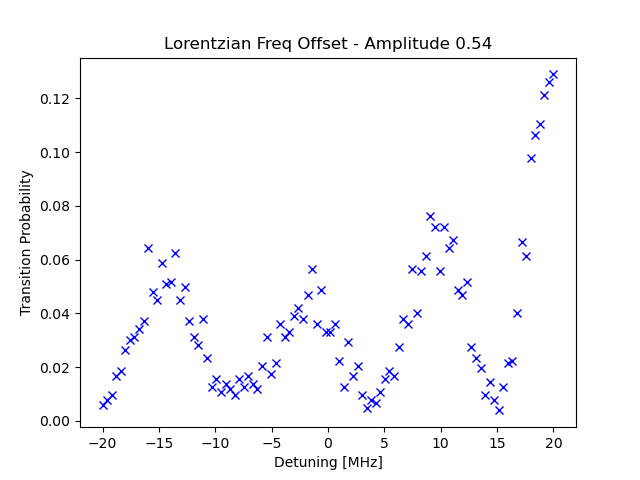 Lorentzian Freq Offset - Amplitude 0.54
Transition Probability
0.12
0.10
0.08
0.06
0.04
0.02
0.00
−20 −15 −10 −5 0 5 10 15 20
Detuning [MHz]